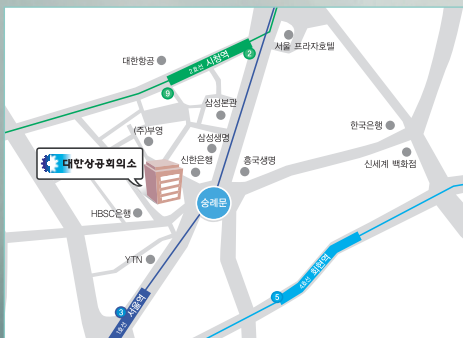 서울 프라자호텔
대한항공
2호선 시청역
2
9
삼성본관
(주)부영
삼성생명
한국은행
대한상공회의소
신한은행
흥국생명
신세계 백화점
숭례문
HBSC은행
YTN
4호선 회현역
5
3
1호선 서울역